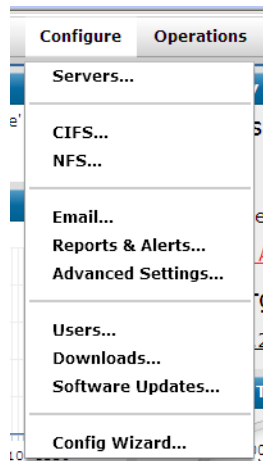 Configure Operations
Servers...
CIFS...
NFS...
Email...
Reports & Alerts...
Advanced Settings...
Users...
Downloads...
Software Updates...
Config Wizard...